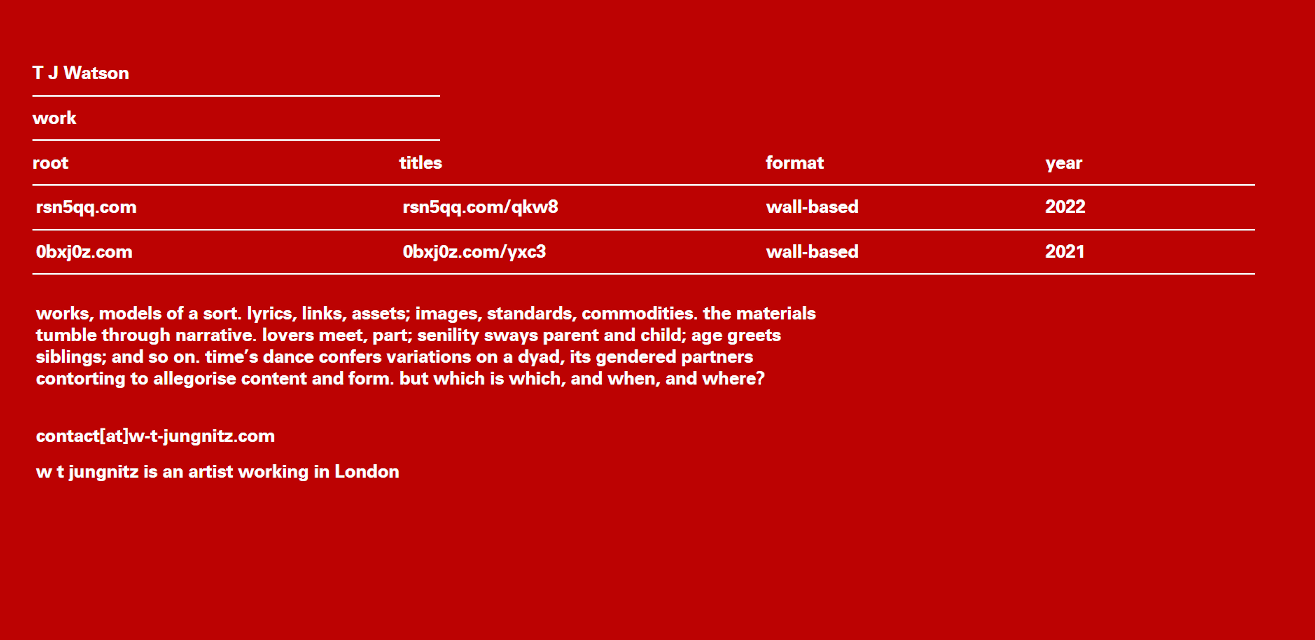 T J Watson
work
root titles format year
rsn5qq.com rsn5qq.com/qkw8 wall-based 2022
0bxj0z.com 0bxj0z.com/yxc3 wall-based 2021
works, models of a sort. lyrics, links, assets; images, standards, commodities. the materials
tumble through narrative. lovers meet, part; senility sways parent and child; age greets
siblings; and so on. time’s dance confers variations on a dyad, its gendered partners
contorting to allegorise content and form. but which is which, and when, and where?
contact[at]w-t-jungnitz.com
w t jungnitz is an artist working in London